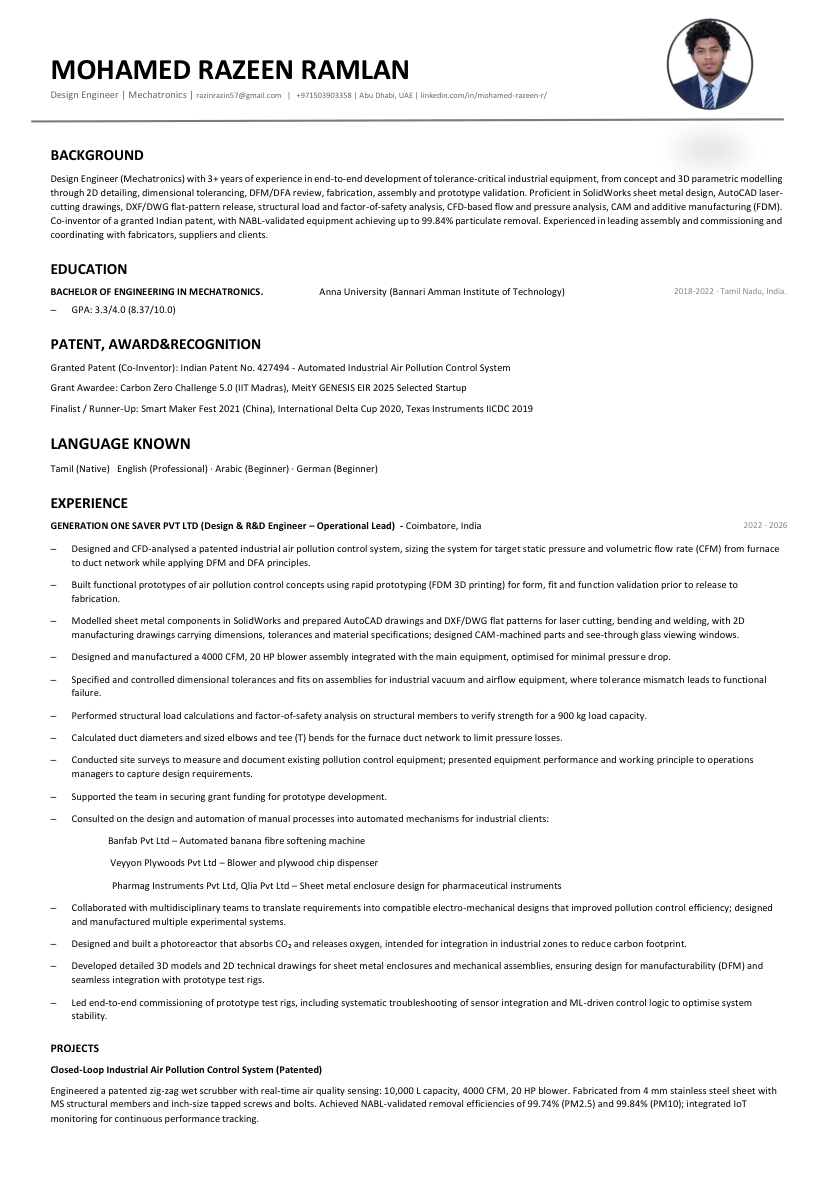 MOHAMED RAZEEN RAMLAN
Design Engineer | Mechatronics | razinrazin57@gmail.com | +971503903358 | Abu Dhabi, UAE | linkedin.com/in/mohamed-razeen-r/
BACKGROUND
Design Engineer (Mechatronics) with 3+ years of experience in end-to-end development of tolerance-critical industrial equipment, from concept and 3D parametric modelling
through 2D detailing, dimensional tolerancing, DFM/DFA review, fabrication, assembly and prototype validation. Proficient in SolidWorks sheet metal design, AutoCAD laser-
cutting drawings, DXF/DWG flat-pattern release, structural load and factor-of-safety analysis, CFD-based flow and pressure analysis, CAM and additive manufacturing (FDM).
Co-inventor of a granted Indian patent, with NABL-validated equipment achieving up to 99.84% particulate removal. Experienced in leading assembly and commissioning and
coordinating with fabricators, suppliers and clients.
EDUCATION
BACHELOR OF ENGINEERING IN MECHATRONICS. Anna University (Bannari Amman Institute of Technology) 2018-2022 · Tamil Nadu, India.
– GPA: 3.3/4.0 (8.37/10.0)
PATENT, AWARD&RECOGNITION
Granted Patent (Co-Inventor): Indian Patent No. 427494 - Automated Industrial Air Pollution Control System
Grant Awardee: Carbon Zero Challenge 5.0 (IIT Madras), MeitY GENESIS EIR 2025 Selected Startup
Finalist / Runner-Up: Smart Maker Fest 2021 (China), International Delta Cup 2020, Texas Instruments IICDC 2019
LANGUAGE KNOWN
Tamil (Native) English (Professional) · Arabic (Beginner) · German (Beginner)
EXPERIENCE
GENERATION ONE SAVER PVT LTD (Design & R&D Engineer – Operational Lead) - Coimbatore, India 2022 - 2026
– Designed and CFD-analysed a patented industrial air pollution control system, sizing the system for target static pressure and volumetric flow rate (CFM) from furnace
to duct network while applying DFM and DFA principles.
– Built functional prototypes of air pollution control concepts using rapid prototyping (FDM 3D printing) for form, fit and function validation prior to release to
fabrication.
– Modelled sheet metal components in SolidWorks and prepared AutoCAD drawings and DXF/DWG flat patterns for laser cutting, bending and welding, with 2D
manufacturing drawings carrying dimensions, tolerances and material specifications; designed CAM-machined parts and see-through glass viewing windows.
– Designed and manufactured a 4000 CFM, 20 HP blower assembly integrated with the main equipment, optimised for minimal pressure drop.
– Specified and controlled dimensional tolerances and fits on assemblies for industrial vacuum and airflow equipment, where tolerance mismatch leads to functional
failure.
– Performed structural load calculations and factor-of-safety analysis on structural members to verify strength for a 900 kg load capacity.
– Calculated duct diameters and sized elbows and tee (T) bends for the furnace duct network to limit pressure losses.
– Conducted site surveys to measure and document existing pollution control equipment; presented equipment performance and working principle to operations
managers to capture design requirements.
– Supported the team in securing grant funding for prototype development.
– Consulted on the design and automation of manual processes into automated mechanisms for industrial clients:
Banfab Pvt Ltd – Automated banana fibre softening machine
Veyyon Plywoods Pvt Ltd – Blower and plywood chip dispenser
Pharmag Instruments Pvt Ltd, Qlia Pvt Ltd – Sheet metal enclosure design for pharmaceutical instruments
– Collaborated with multidisciplinary teams to translate requirements into compatible electro-mechanical designs that improved pollution control efficiency; designed
and manufactured multiple experimental systems.
– Designed and built a photoreactor that absorbs CO₂ and releases oxygen, intended for integration in industrial zones to reduce carbon footprint.
– Developed detailed 3D models and 2D technical drawings for sheet metal enclosures and mechanical assemblies, ensuring design for manufacturability (DFM) and
seamless integration with prototype test rigs.
– Led end-to-end commissioning of prototype test rigs, including systematic troubleshooting of sensor integration and ML-driven control logic to optimise system
stability.
PROJECTS
Closed-Loop Industrial Air Pollution Control System (Patented)
Engineered a patented zig-zag wet scrubber with real-time air quality sensing: 10,000 L capacity, 4000 CFM, 20 HP blower. Fabricated from 4 mm stainless steel sheet with
MS structural members and inch-size tapped screws and bolts. Achieved NABL-validated removal efficiencies of 99.74% (PM2.5) and 99.84% (PM10); integrated IoT
monitoring for continuous performance tracking.